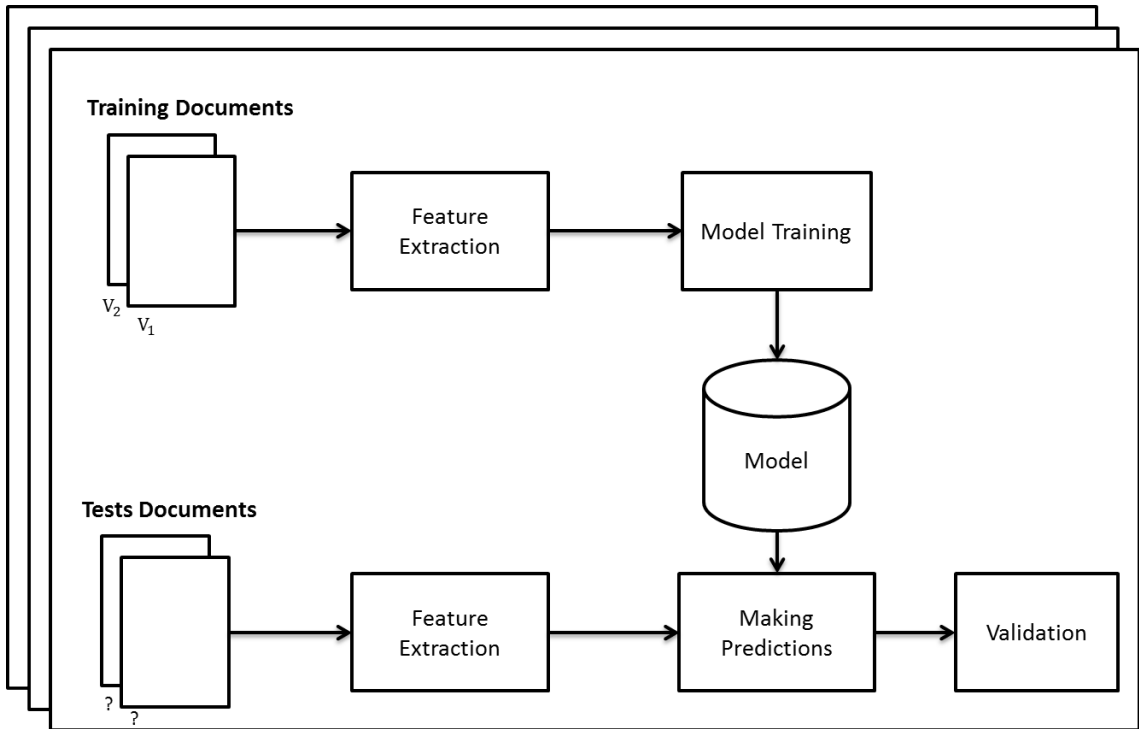 Training Documents
Feature
Extraction
Model Training
V₂
V₁
Model
Tests Documents
Feature
Extraction
Making
Predictions
Validation
?
?